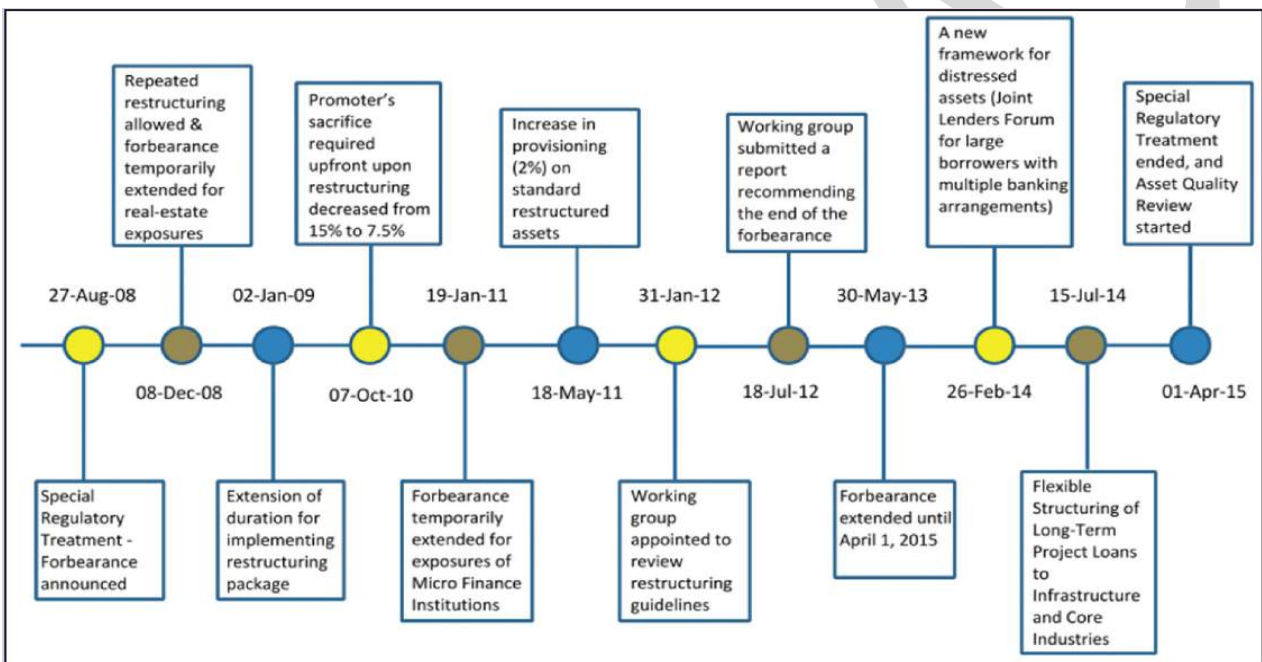 Repeated
restructuring
allowed &
forbearance
temporarily
extended for
real-estate
exposures
Promoter's
sacrifice
required
upfront upon
restructuring
decreased from
15% to 7.5%
Increase in
provisioning
(2%) on
standard
restructured
assets
Working group
submitted a
report
recommending
the end of the
forbearance
A new
framework for
distressed
assets (Joint
Lenders Forum
for large
borrowers with
multiple banking
arrangements)
Special
Regulatory
Treatment
ended, and
Asset Quality
Review
started
27-Aug-08
02-Jan-09
19-Jan-11
31-Jan-12
30-May-13
15-Jul-14
08-Dec-08
07-Oct-10
18-May-11
18-Jul-12
26-Feb-14
01-Apr-15
Special
Regulatory
Treatment -
Forbearance
announced
Extension of
duration for
implementing
restructuring
package
Forbearance
temporarily
extended for
exposures of
Micro Finance
Institutions
Working
group
appointed to
review
restructuring
guidelines
Forbearance
extended until
April 1, 2015
Flexible
Structuring of
Long-Term
Project Loans
to
Infrastructure
and Core
Industries